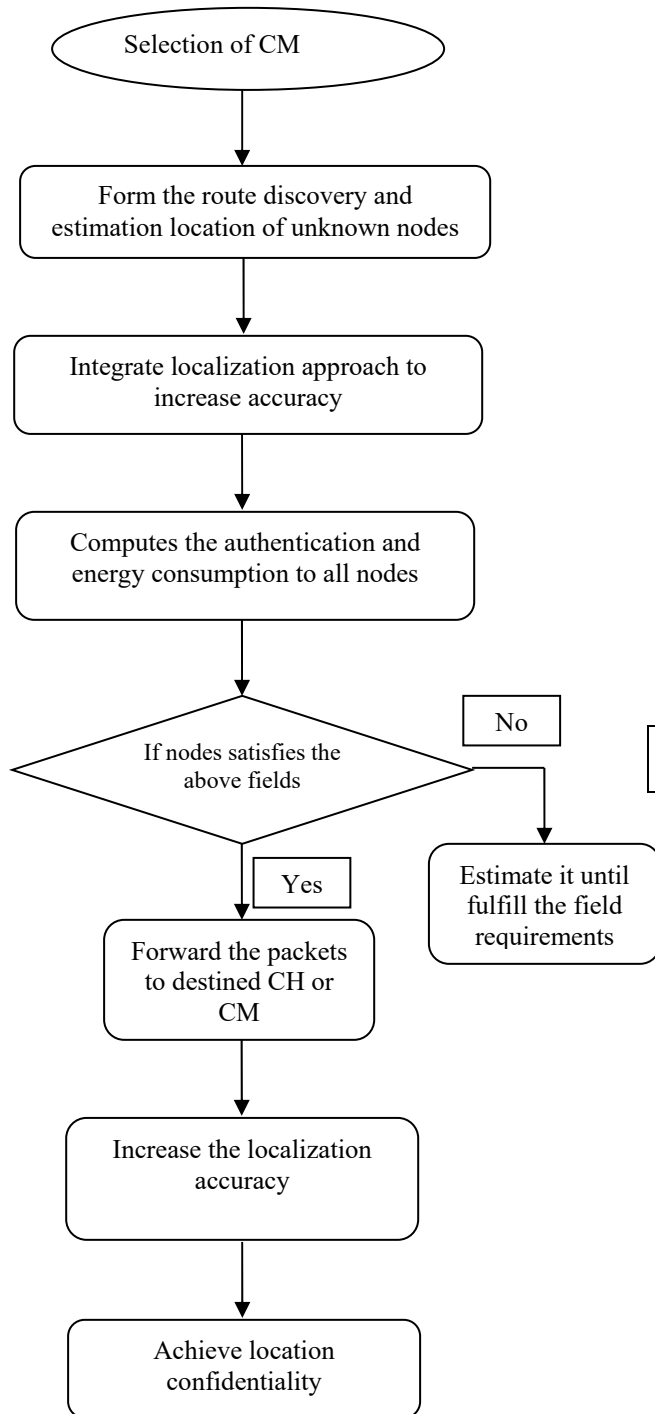 Selection of CM
Form the route discovery and
estimation location of unknown nodes
Integrate localization approach to
increase accuracy
Computes the authentication and
energy consumption to all nodes
If nodes satisfies the
above fields
No
Yes
Estimate it until
fulfill the field
requirements
Forward the packets
to destined CH or
CM
Increase the localization
accuracy
Achieve location
confidentiality